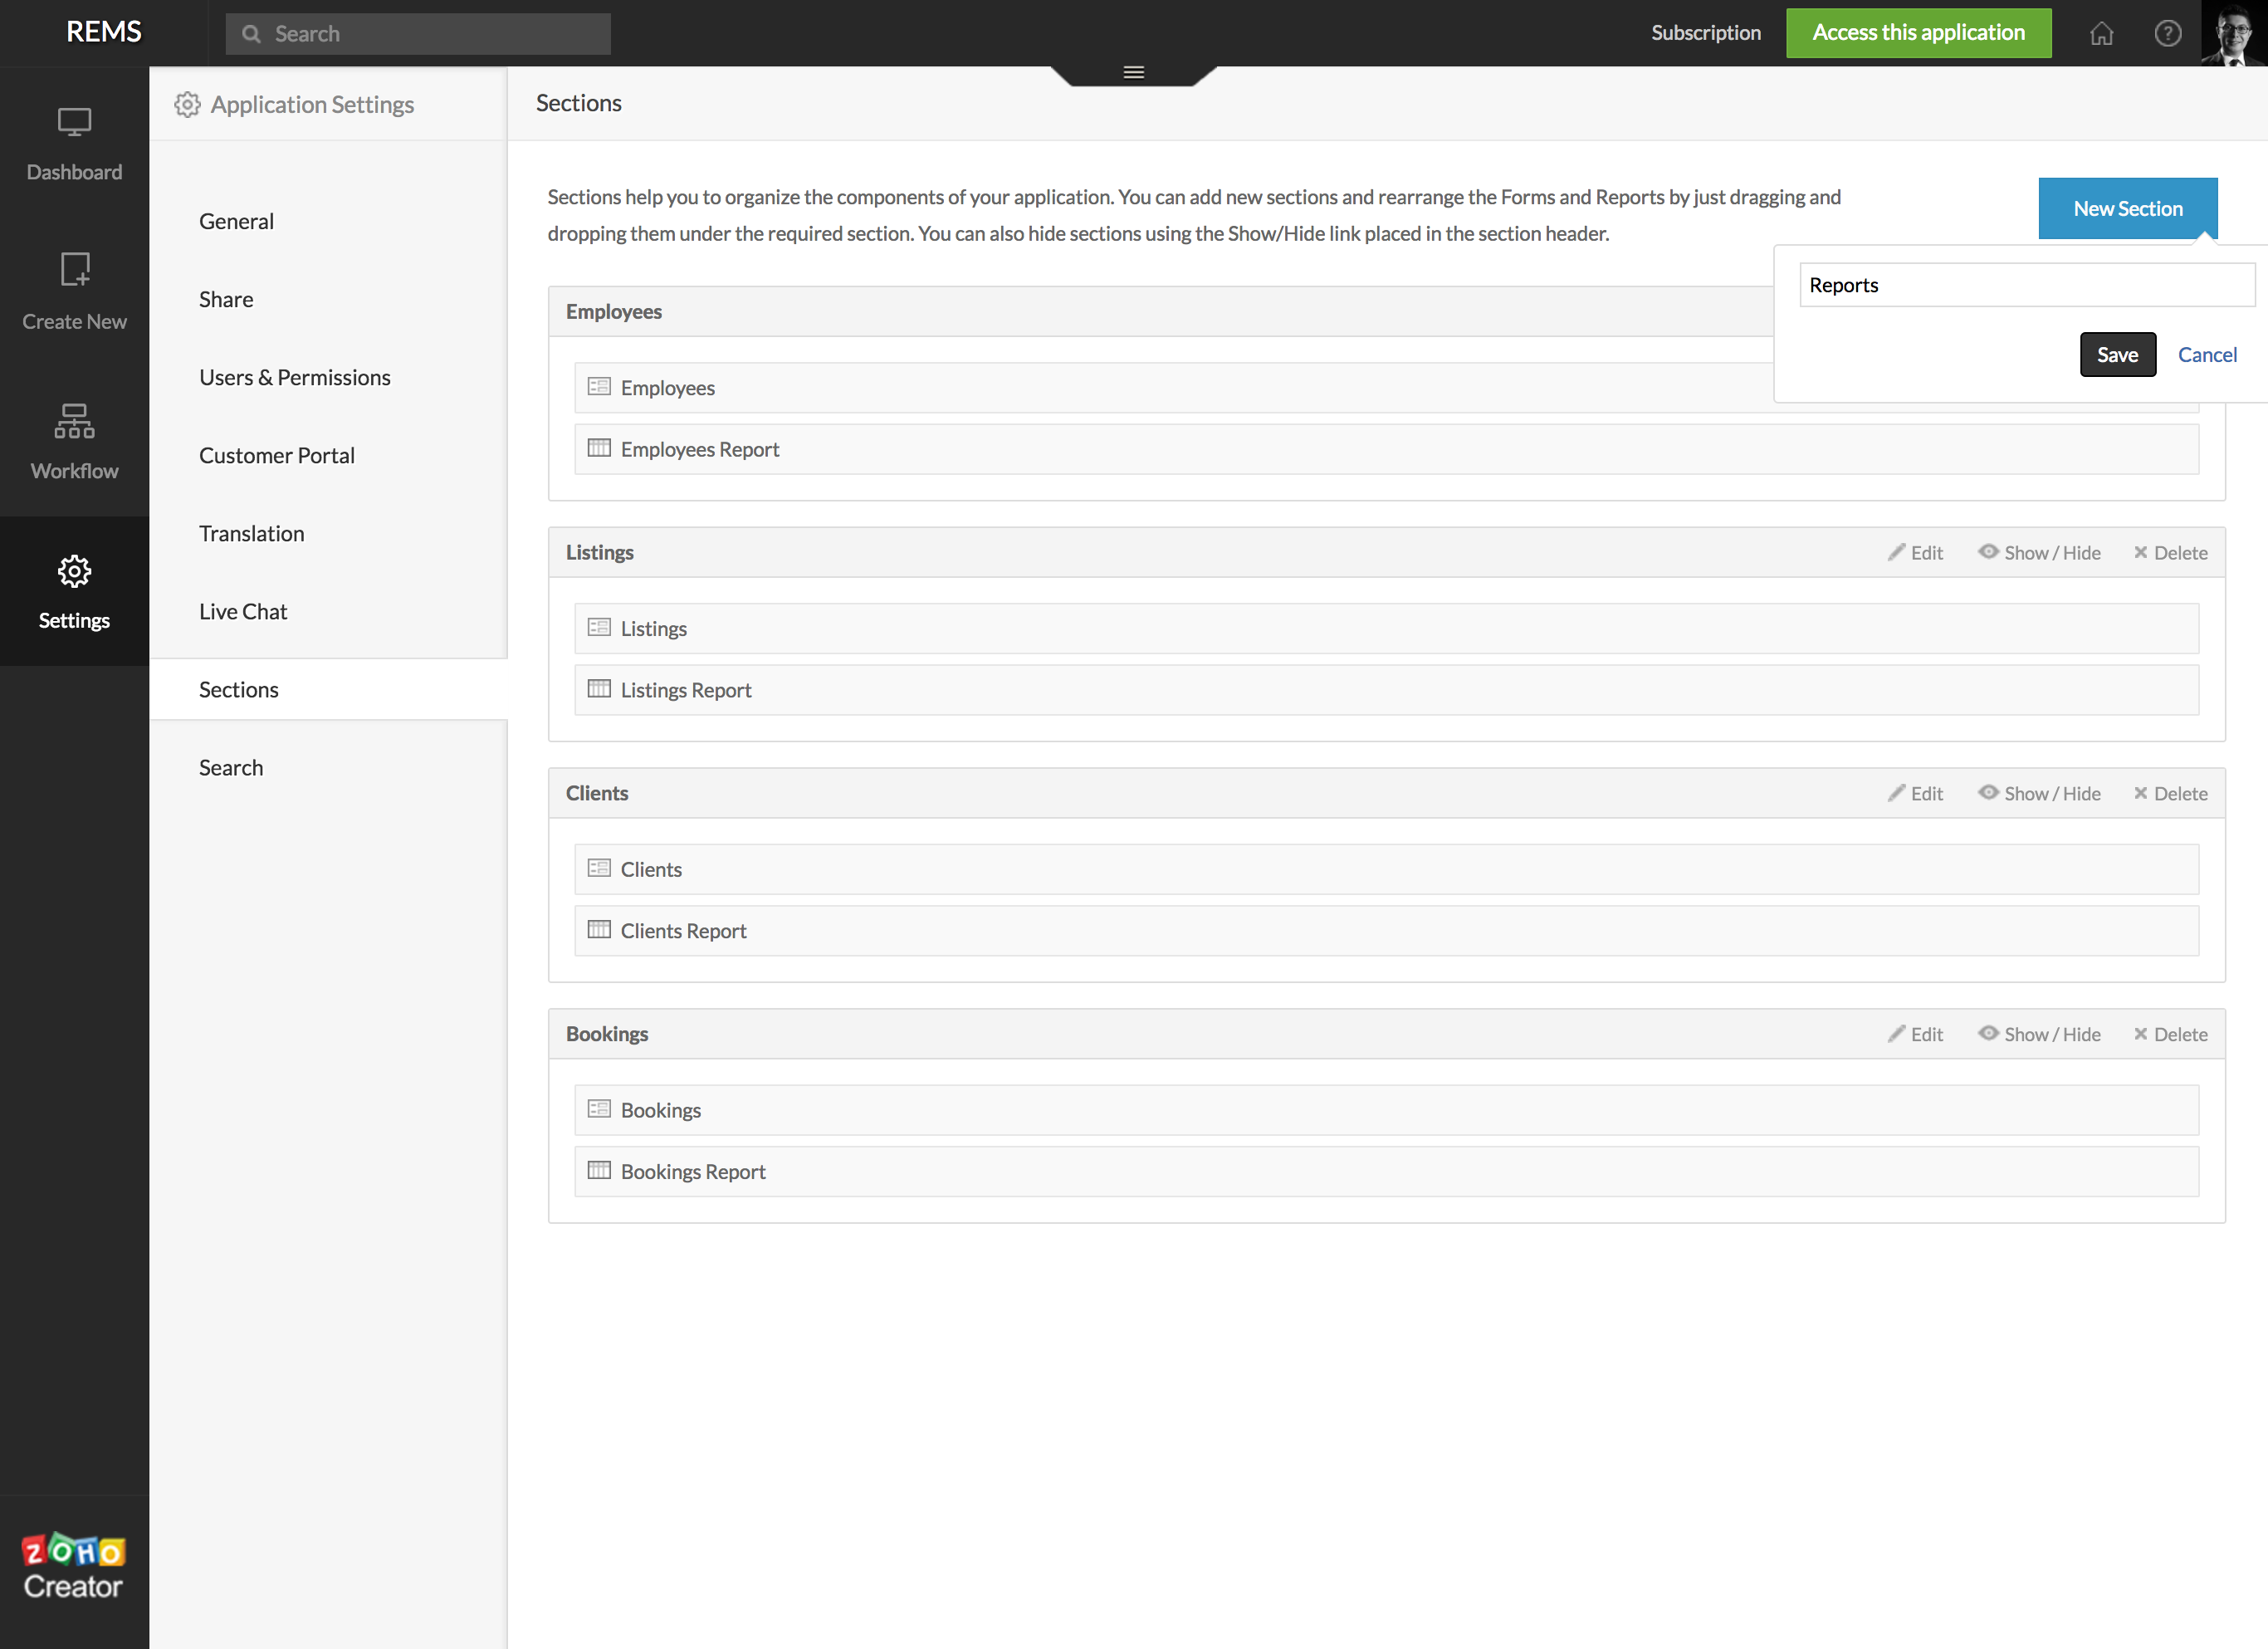 REMS
Search
Subscription
Access this application
?
Dashboard
Create New
Workflow
Settings
ZOHO
Creator
Application Settings
General
Share
Users & Permissions
Customer Portal
Translation
Live Chat
Sections
Search
Sections
Sections help you to organize the components of your application. You can add new sections and rearrange the Forms and Reports by just dragging and
dropping them under the required section. You can also hide sections using the Show/Hide link placed in the section header.
New Section
Reports
Save Cancel
Employees
Employees
Employees Report
Listings Edit Show / Hide Delete
Listings
Listings Report
Clients Edit Show / Hide Delete
Clients
Clients Report
Bookings Edit Show / Hide Delete
Bookings
Bookings Report